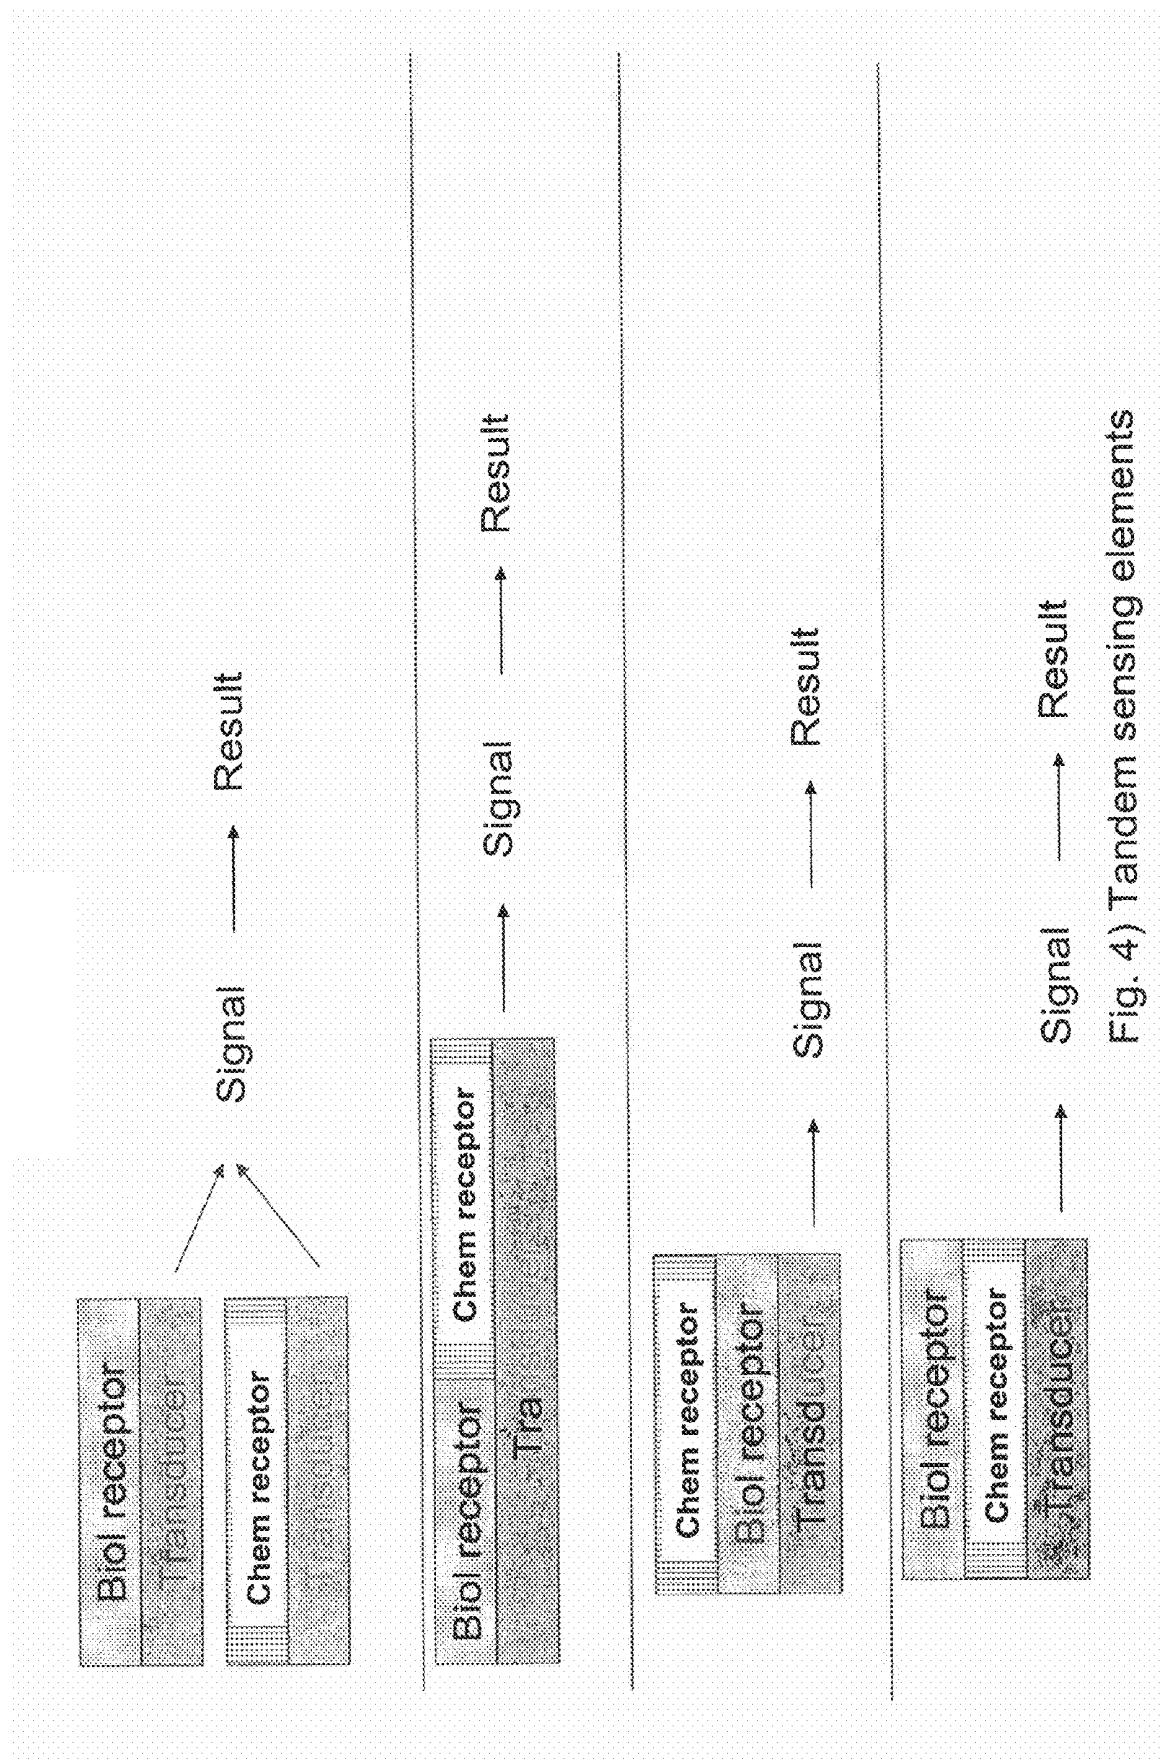 Biol receptor
Transducer
Chem receptor
Signal
Result
Biol receptor
Chem receptor
Tra
Signal
Result
Chem receptor
Biol receptor
Transducer
Signal
Result
Biol receptor
Chem receptor
Transducer
Signal
Result
Fig. 4) Tandem sensing elements